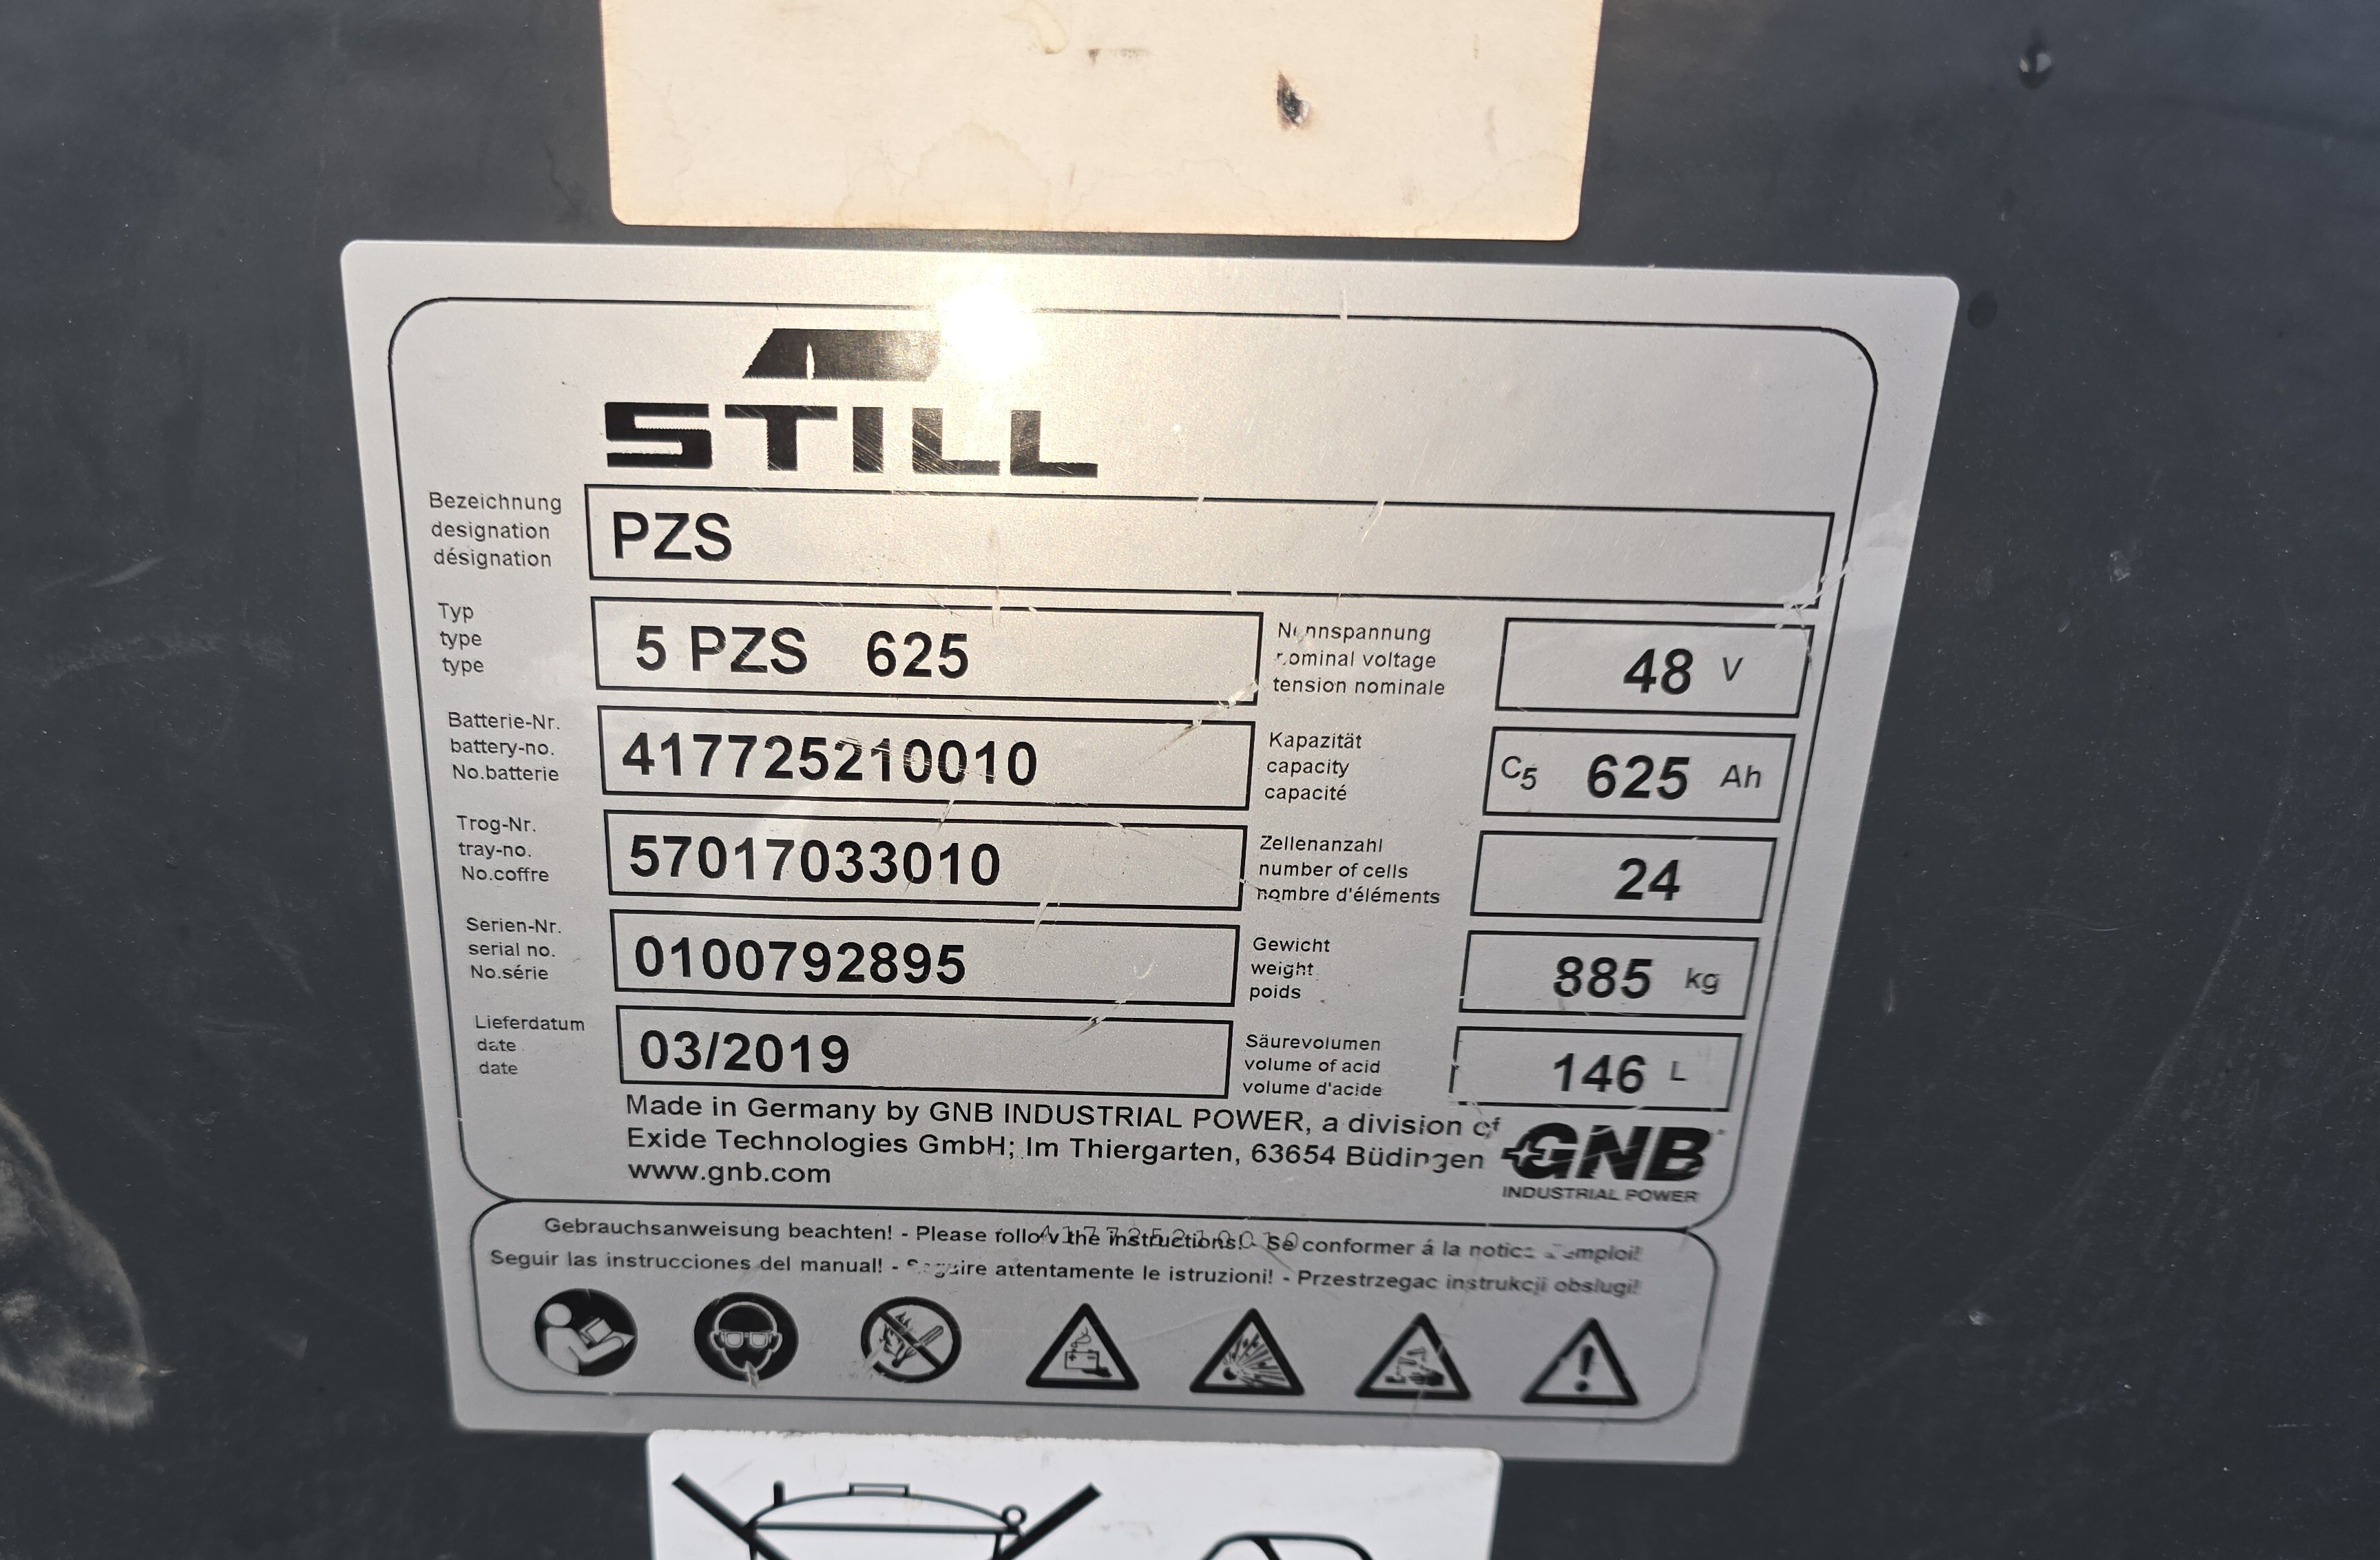 STILL
Bezeichnung
designation
désignation
PZS
Typ
type
type
5 PZS 625
Nennspannung
nominal voltage
tension nominale
48 V
Batterie-Nr.
battery-no.
No.batterie
417725210010
Kapazität
capacity
capacité
C5 625 Ah
Trog-Nr.
tray-no.
No.coffre
57017033010
Zellenanzahl
number of cells
nombre d'éléments
24
Serien-Nr.
serial no.
No.série
0100792895
Gewicht
weight
poids
885 kg
Lieferdatum
date
date
03/2019
Säurevolumen
volume of acid
volume d'acide
146 L
Made in Germany by GNB INDUSTRIAL POWER, a division of
Exide Technologies GmbH; Im Thiergarten, 63654 Büdingen
www.gnb.com
GNB
INDUSTRIAL POWER
Gebrauchsanweisung beachten! - Please follow the instructions! - Se conformer á la notice d'emploi!
417725210010
Seguir las instrucciones del manual! - Seguire attentamente le istruzioni! - Przestrzegac instrukcji obslugi!